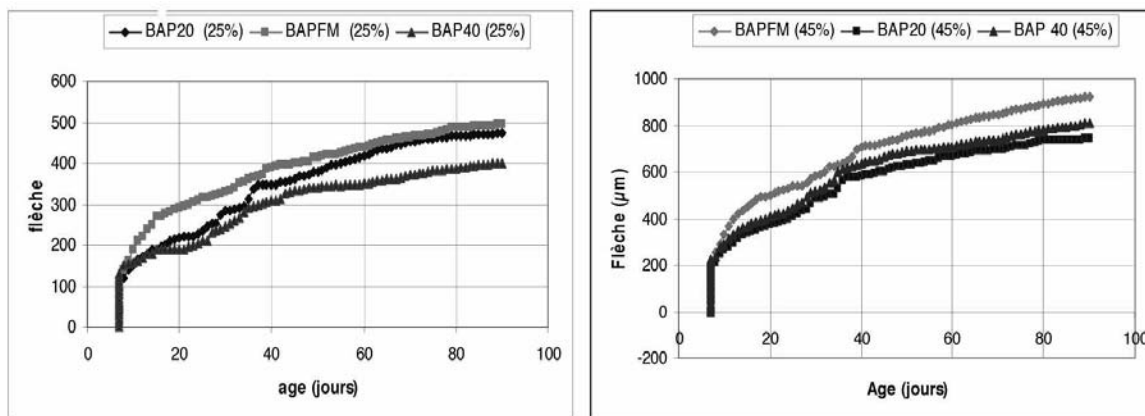 BAP20 (25%) BAPFM (25%) BAP40 (25%)
600
500
400
300
200
100
0
flèche
0 20 40 60 80 100
age (jours)
BAPFM (45%) BAP20 (45%) BAP 40 (45%)
1000
800
600
400
200
0
-200
Flèche (µm)
0 20 40 60 80 100
Age (jours)